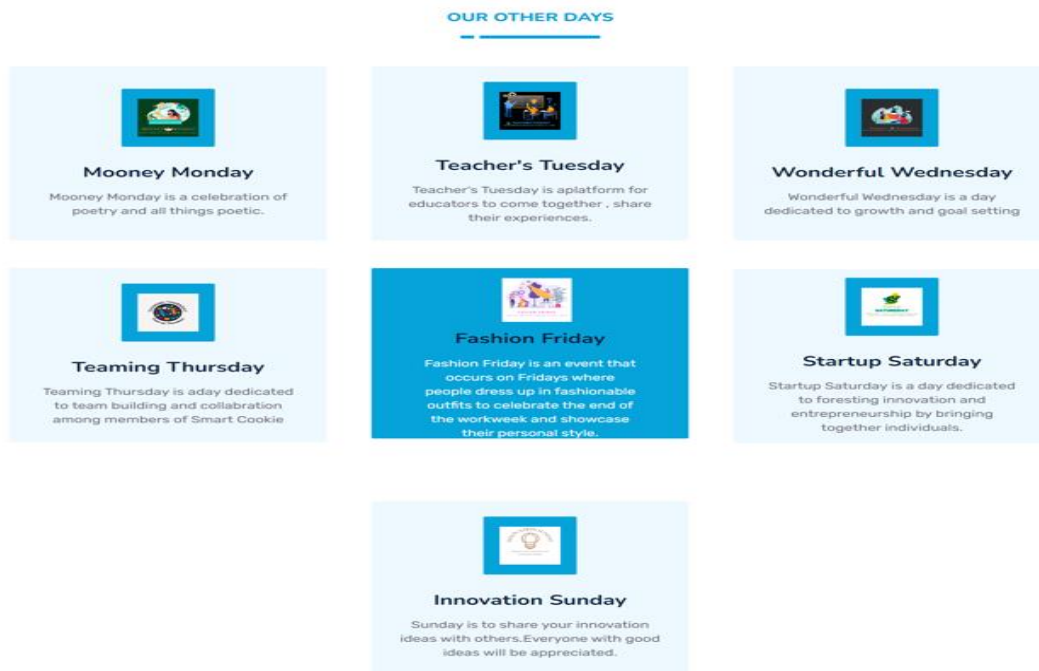 OUR OTHER DAYS
Mooney Monday
Mooney Monday is a celebration of
poetry and all things poetic.
Teacher's Tuesday
Teacher's Tuesday is aplatform for
educators to come together , share
their experiences.
Wonderful Wednesday
Wonderful Wednesday is a day
dedicated to growth and goal setting
Teaming Thursday
Teaming Thursday is aday dedicated
to team building and collabration
among members of Smart Cookie
Fashion Friday
Fashion Friday is an event that
occurs on Fridays where
people dress up in fashionable
outfits to celebrate the end of
the workweek and showcase
their personal style.
SATURDAY
Startup Saturday
Startup Saturday is a day dedicated
to foresting innovation and
entrepreneurship by bringing
together individuals.
Innovation Sunday
Sunday is to share your innovation
ideas with others.Everyone with good
ideas will be appreciated.